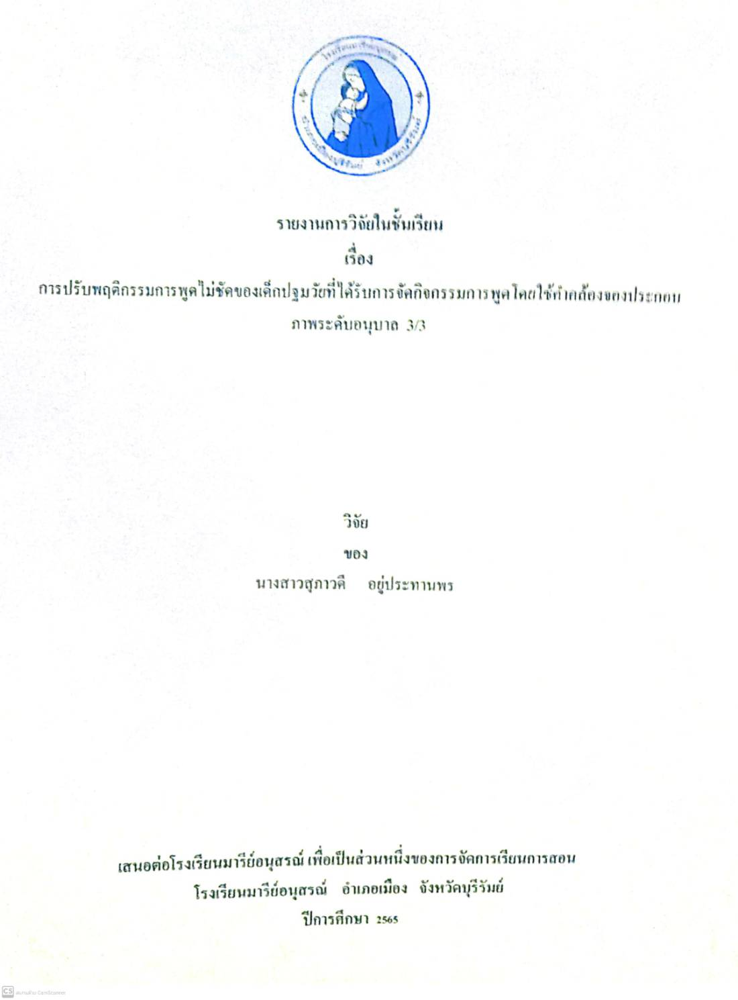 โรงเรียนมารีย์อนุสรณ์
อำเภอเมืองบุรีรัมย์ จังหวัดบุรีรัมย์
รายงานการวิจัยในชั้นเรียน
เรื่อง
การปรับพฤติกรรมการพูดไม่ชัดของเด็กปฐมวัยที่ได้รับการจัดกิจกรรมการพูดโดยใช้คำคล้องจองประกอบ
ภาพระดับอนุบาล 3/3
วิจัย
ของ
นางสาวสุภาวดี อยู่ประทานพร
เสนอต่อโรงเรียนมารีย์อนุสรณ์ เพื่อเป็นส่วนหนึ่งของการจัดการเรียนการสอน
โรงเรียนมารีย์อนุสรณ์ อำเภอเมือง จังหวัดบุรีรัมย์
ปีการศึกษา 2565
CS สแกนด้วย CamScanner